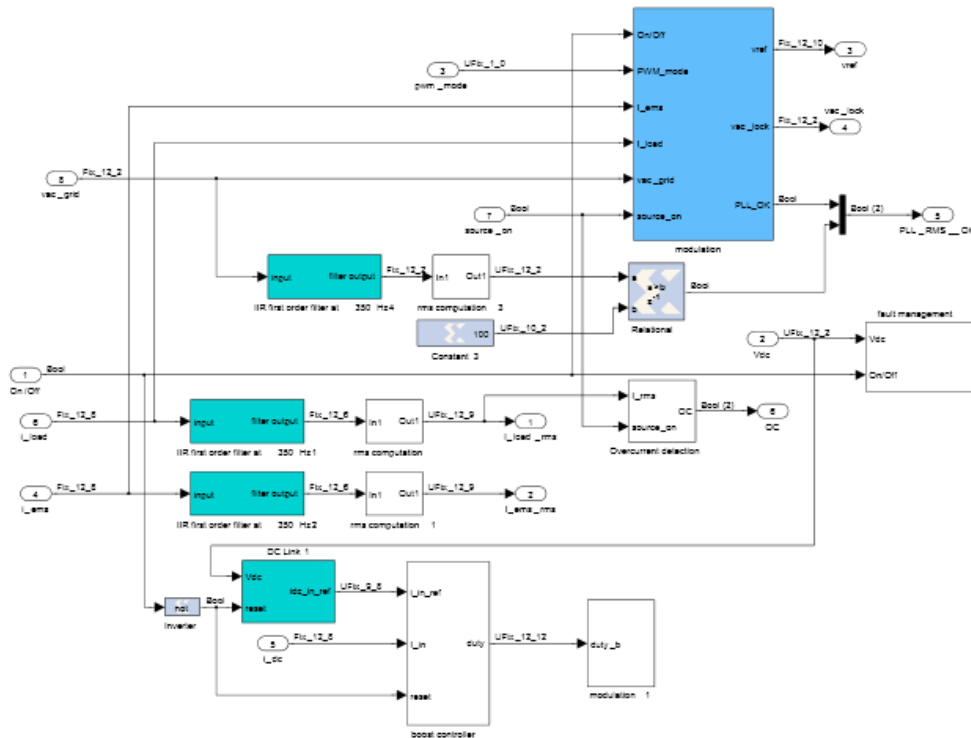 On/Off
vref
Fix_12_10
3
vref
3
UFix_1_0
PWM_mode
pwm_mode
I_ems
vac_lock
vac_lock
Fix_12_2
4
I_load
8
Fix_12_2
vac_grid
vac_grid
7
Bool
source_on
source_on
PLL_OK
Bool
Bool (2)
5
PLL_RMS__OK
modulation
input
filter output
Fix_12_2
In1
Out1
UFix_12_2
a
b
Bool
IIR first order filter at 350 Hz4
rms computation 3
100
UFix_10_2
Constant 3
Relational
fault management
2
UFix_12_2
Vdc
Vdc
On/Off
1
Bool
On/Off
6
Fix_12_8
i_load
input
filter output
Fix_12_6
In1
Out1
UFix_12_9
1
I_load_rms
IIR first order filter at 350 Hz1
rms computation
I_rms
OC
source_on
Bool (2)
6
OC
Overcurrent detection
4
Fix_12_8
I_ems
input
filter output
Fix_12_6
In1
Out1
UFix_12_9
2
I_ems_rms
IIR first order filter at 350 Hz2
rms computation 1
DC Link 1
Vdc
idc_in_ref
reset
UFix_9_8
not
Bool
Inverter
5
Fix_12_8
i_dc
I_in_ref
I_in
duty
reset
UFix_12_12
duty_b
modulation 1
boost controller